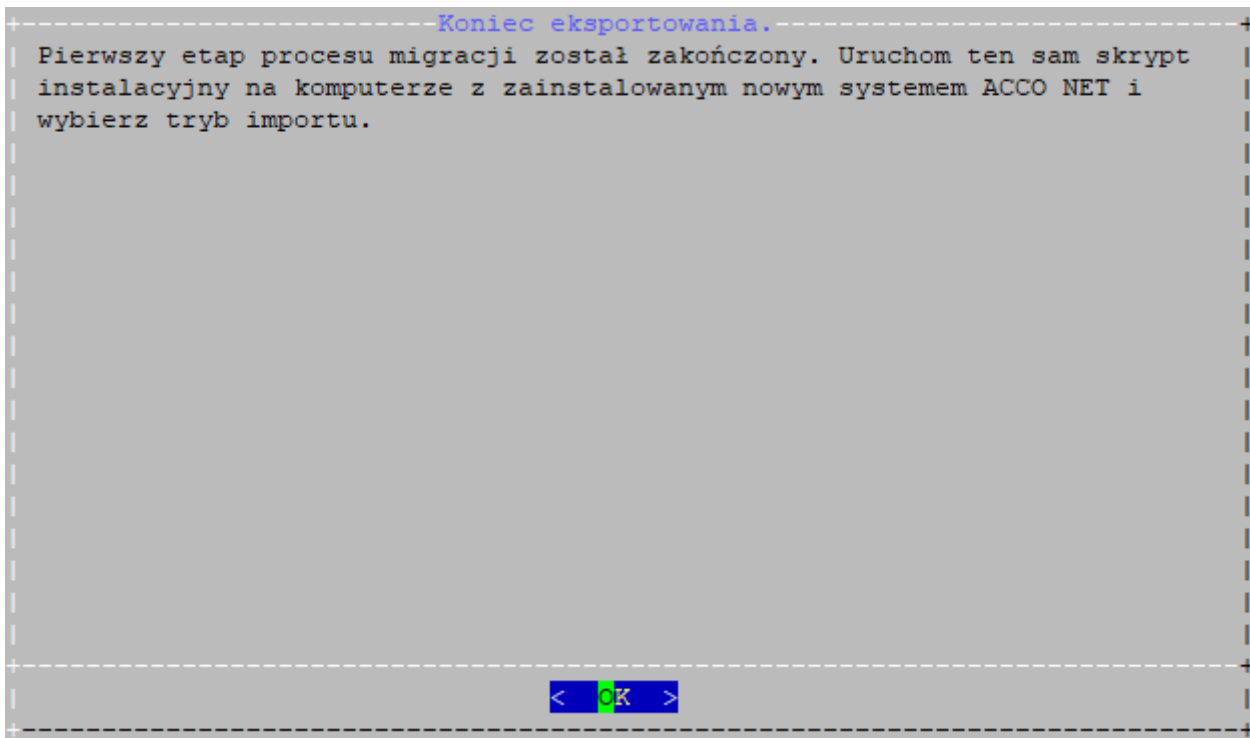 Koniec eksportowania.
Pierwszy etap procesu migracji został zakończony. Uruchom ten sam skrypt
instalacyjny na komputerze z zainstalowanym nowym systemem ACCO NET i
wybierz tryb importu.
< OK >